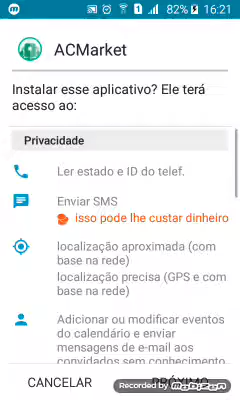 82% 16:21
ACMarket
Instalar esse aplicativo? Ele terá
acesso ao:
Privacidade
Ler estado e ID do telef.
Enviar SMS
isso pode lhe custar dinheiro
localização aproximada (com
base na rede)
localização precisa (GPS e com
base na rede)
Adicionar ou modificar eventos
do calendário e enviar
mensagens de e-mail aos
convidados sem conhecimento
CANCELAR PRÓXIMO
Recorded by Mobizen